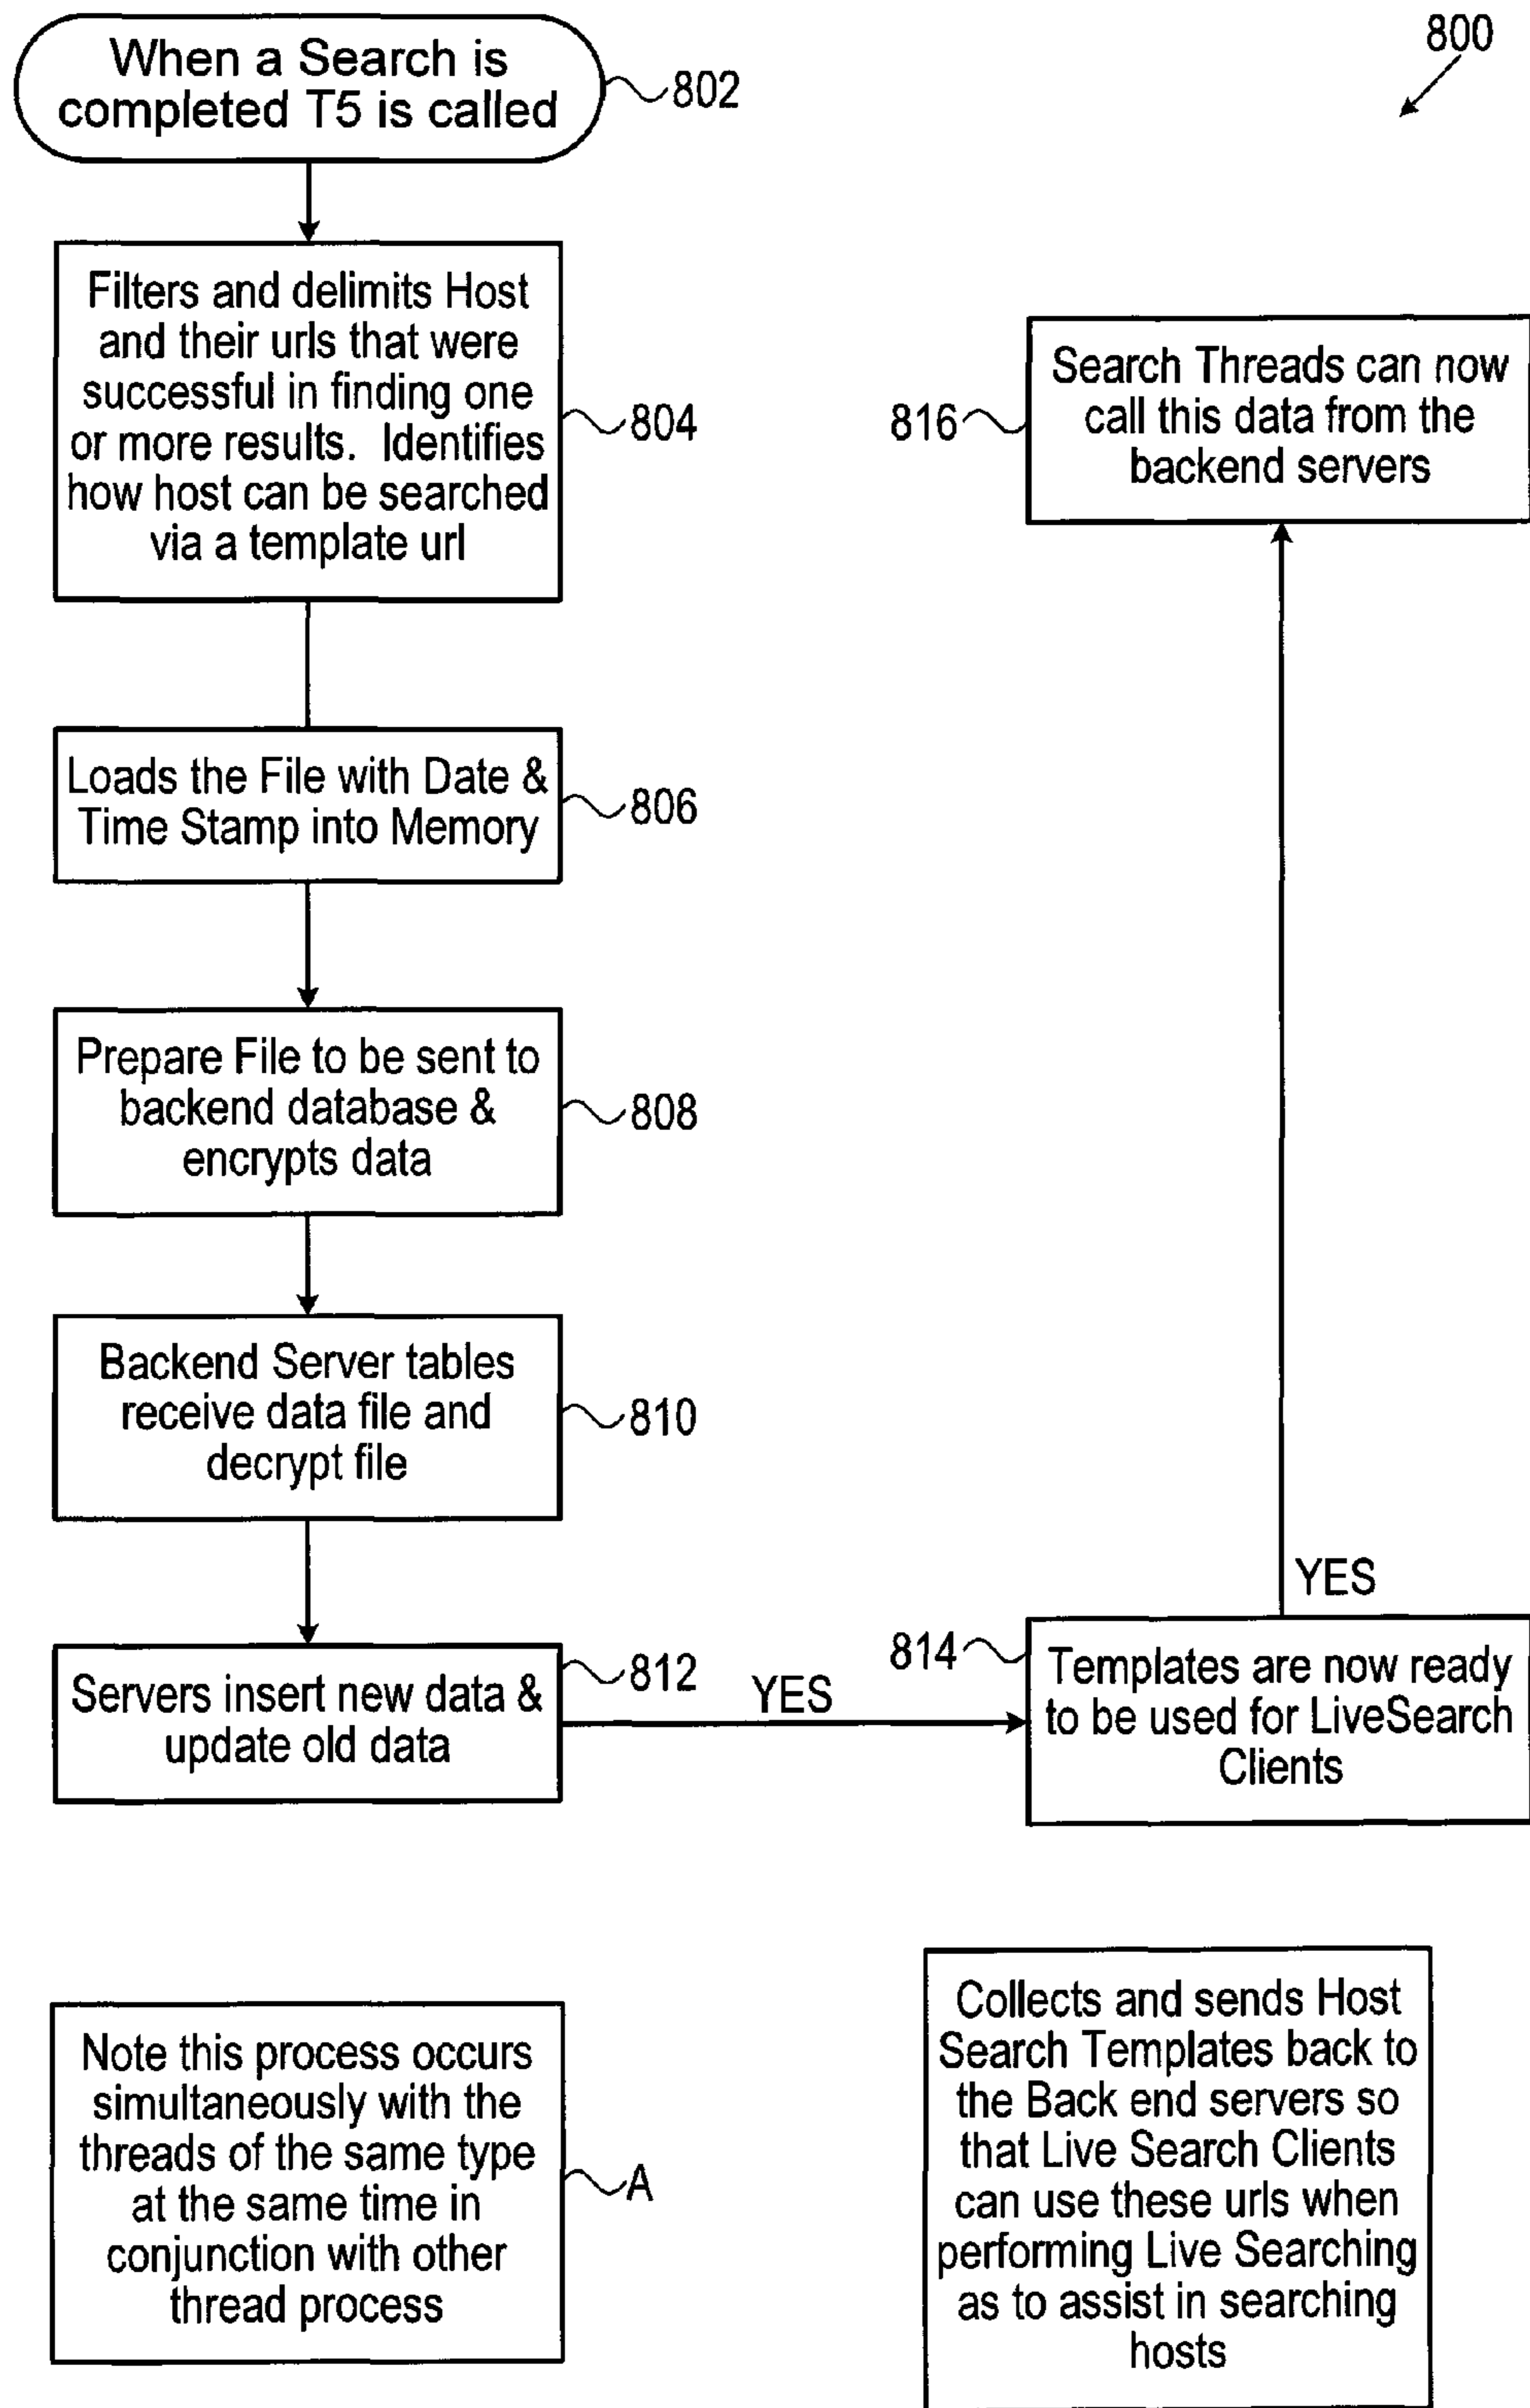 800
When a Search is
completed T5 is called
802
Filters and delimits Host
and their urls that were
successful in finding one
or more results. Identifies
how host can be searched
via a template url
804
Search Threads can now
call this data from the
backend servers
816
Loads the File with Date &
Time Stamp into Memory
806
Prepare File to be sent to
backend database &
encrypts data
808
Backend Server tables
receive data file and
decrypt file
810
Servers insert new data &
update old data
812
YES
814
Templates are now ready
to be used for LiveSearch
Clients
YES
Note this process occurs
simultaneously with the
threads of the same type
at the same time in
conjunction with other
thread process
A
Collects and sends Host
Search Templates back to
the Back end servers so
that Live Search Clients
can use these urls when
performing Live Searching
as to assist in searching
hosts